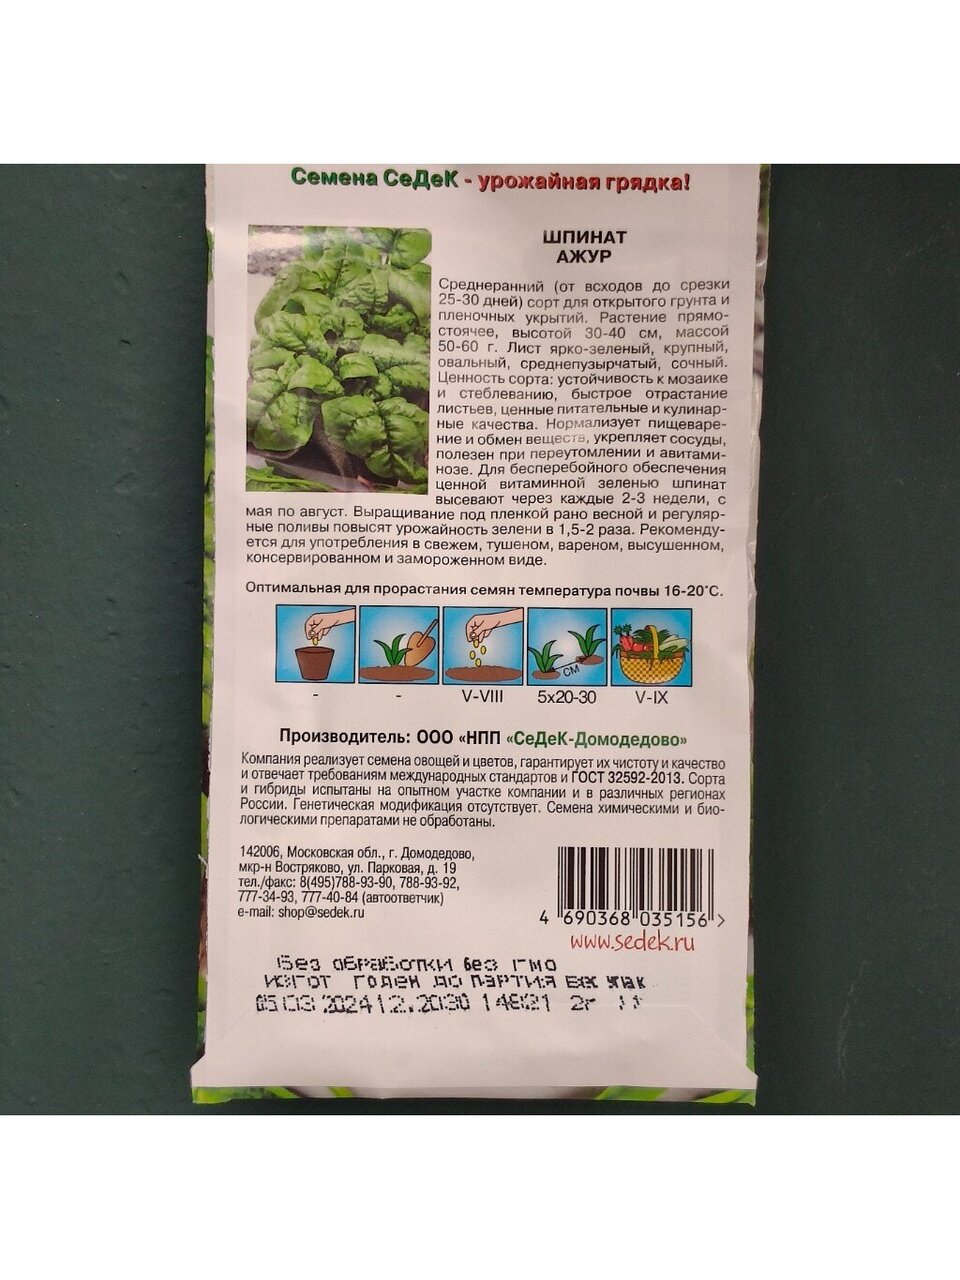 Семена СеДеК - урожайная грядка!
ШПИНАТ
АЖУР
Среднеранний (от всходов до срезки
25-30 дней) сорт для открытого грунта и
пленочных укрытий. Растение прямо-
стоячее, высотой 30-40 см, массой
50-60 г. Лист ярко-зеленый, крупный,
овальный, среднепузырчатый, сочный.
Ценность сорта: устойчивость к мозаике
и стеблеванию, быстрое отрастание
листьев, ценные питательные и кулинар-
ные качества. Нормализует пищеваре-
ние и обмен веществ, укрепляет сосуды,
полезен при переутомлении и авитами-
нозе. Для бесперебойного обеспечения
ценной витаминной зеленью шпинат
высевают через каждые 2-3 недели, с
мая по август. Выращивание под пленкой рано весной и регуляр-
ные поливы повысят урожайность зелени в 1,5-2 раза. Рекоменду-
ется для употребления в свежем, тушеном, вареном, высушенном,
консервированном и замороженном виде.
Оптимальная для прорастания семян температура почвы 16-20°С.
СМ
- - V-VIII 5x20-30 V-IX
Производитель: ООО «НПП «СеДеК-Домодедово»
Компания реализует семена овощей и цветов, гарантирует их чистоту и качество
и отвечает требованиям международных стандартов и ГОСТ 32592-2013. Сорта
и гибриды испытаны на опытном участке компании и в различных регионах
России. Генетическая модификация отсутствует. Семена химическими и био-
логическими препаратами не обработаны.
142006, Московская обл., г. Домодедово,
мкр-н Востряково, ул. Парковая, д. 19
тел./факс: 8(495)788-93-90, 788-93-92,
777-34-93, 777-40-84 (автоответчик)
e-mail: shop@sedek.ru
4 690368 035156 >
www.sedek.ru
без обработки без гмо
изгот годен до партия вес упак
05.03.2024 12.2030 14821 2г